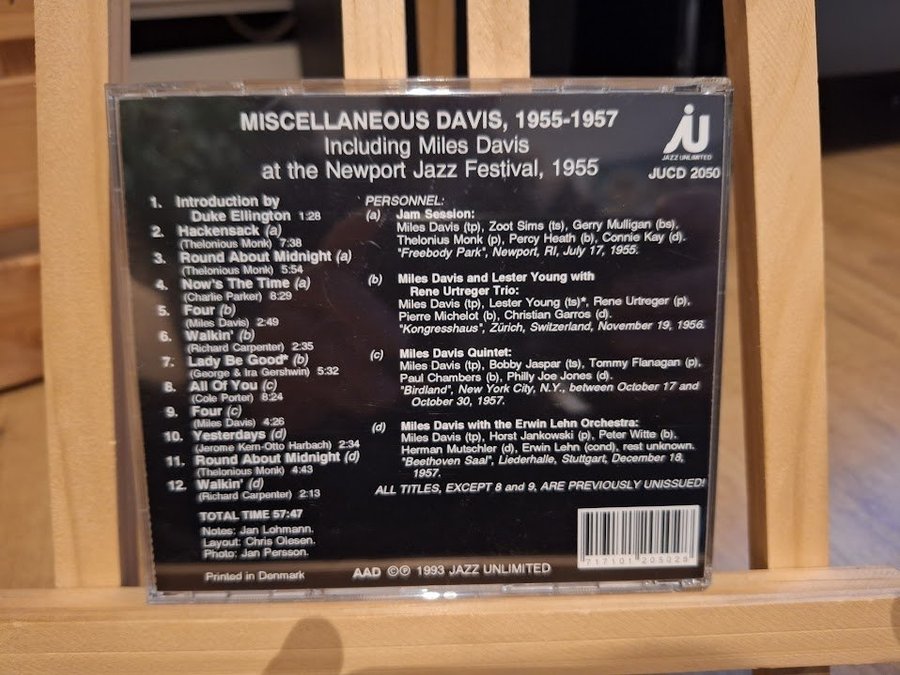 MISCELLANEOUS DAVIS, 1955-1957
Including Miles Davis
at the Newport Jazz Festival, 1955
JU
JAZZ UNLIMITED
JUCD 2050
1. Introduction by
Duke Ellington 1:28
2. Hackensack (a)
(Thelonious Monk) 7:38
3. Round About Midnight (a)
(Thelonious Monk) 5:54
4. Now's The Time (a)
(Charlie Parker) 8:29
5. Four (b)
(Miles Davis) 2:49
6. Walkin' (b)
(Richard Carpenter) 2:35
7. Lady Be Good* (b)
(George & Ira Gershwin) 5:32
8. All Of You (c)
(Cole Porter) 8:24
9. Four (c)
(Miles Davis) 4:26
10. Yesterdays (d)
(Jerome Kern-Otto Harbach) 2:34
11. Round About Midnight (d)
(Thelonious Monk) 4:43
12. Walkin' (d)
(Richard Carpenter) 2:13
TOTAL TIME 57:47
Notes: Jan Lohmann.
Layout: Chris Olesen.
Photo: Jan Persson.
Printed in Denmark
PERSONNEL:
(a) Jam Session:
Miles Davis (tp), Zoot Sims (ts), Gerry Mulligan (bs),
Thelonius Monk (p), Percy Heath (b), Connie Kay (d).
"Freebody Park", Newport, RI, July 17, 1955.
(b) Miles Davis and Lester Young with
Rene Urtreger Trio:
Miles Davis (tp), Lester Young (ts)*, Rene Urtreger (p),
Pierre Michelot (b), Christian Garros (d).
"Kongresshaus", Zürich, Switzerland, November 19, 1956.
(c) Miles Davis Quintet:
Miles Davis (tp), Bobby Jaspar (ts), Tommy Flanagan (p),
Paul Chambers (b), Philly Joe Jones (d).
"Birdland", New York City, N.Y., between October 17 and
October 30, 1957.
(d) Miles Davis with the Erwin Lehn Orchestra:
Miles Davis (tp), Horst Jankowski (p), Peter Witte (b),
Herman Mutschler (d), Erwin Lehn (cond), rest unknown.
"Beethoven Saal", Liederhalle, Stuttgart, December 18,
1957.
ALL TITLES, EXCEPT 8 and 9, ARE PREVIOUSLY UNISSUED!
AAD ©℗ 1993 JAZZ UNLIMITED
717101 205028